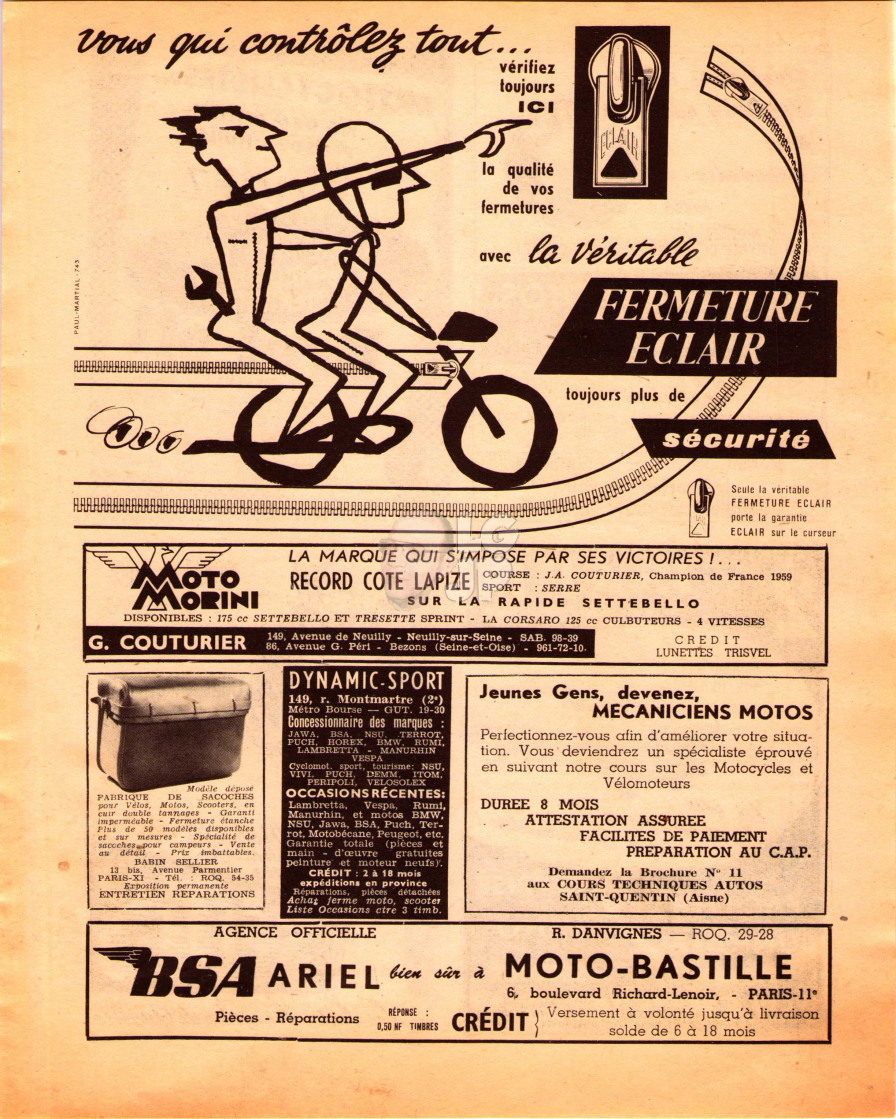 vous qui contrôlez tout...
vérifiez
toujours
ICI
la qualité
de vos
fermetures
ECLAIR
avec la véritable
FERMETURE
ECLAIR
toujours plus de
sécurité
PAUL-MARTIAL-743
Seule la véritable
FERMETURE ECLAIR
porte la garantie
ECLAIR sur le curseur
MOTO
MORINI
LA MARQUE QUI S'IMPOSE PAR SES VICTOIRES !...
RECORD COTE LAPIZE
COURSE : J.A. COUTURIER, Champion de France 1959
SPORT : SERRE
SUR LA RAPIDE SETTEBELLO
DISPONIBLES : 175 cc SETTEBELLO ET TRESETTE SPRINT - LA CORSARO 125 cc CULBUTEURS - 4 VITESSES
G. COUTURIER
149, Avenue de Neuilly - Neuilly-sur-Seine - SAB. 98-39
86, Avenue G. Péri - Bezons (Seine-et-Oise) - 961-72-10.
CREDIT
LUNETTES TRISVEL
Modèle déposé
FABRIQUE DE SACOCHES
pour Vélos, Motos, Scooters, en
cuir double tannages - Garanti
imperméable - Fermeture étanche
Plus de 50 modèles disponibles
et sur mesures - Spécialité de
sacoches pour campeurs - Vente
au détail - Prix imbattables.
BABIN SELLIER
13 bis, Avenue Parmentier
PARIS-XI - Tél. : ROQ. 54-35
Exposition permanente
ENTRETIEN REPARATIONS
DYNAMIC-SPORT
149, r. Montmartre (2e)
Métro Bourse — GUT. 19-30
Concessionnaire des marques :
JAWA, BSA, NSU, TERROT,
PUCH, HOREX, BMW, RUMI,
LAMBRETTA - MANURHIN
VESPA
Cyclomot. sport, tourisme: NSU,
VIVI, PUCH, DEMM, ITOM,
PERIPOLI, VELOSOLEX
OCCASIONS RÉCENTES:
Lambretta, Vespa, Rumi,
Manurhin, et motos BMW,
NSU, Jawa, BSA, Puch, Ter-
rot, Motobécane, Peugeot, etc.
Garantie totale (pièces et
main - d'œuvre gratuites
peinture et moteur neufs).
CRÉDIT : 2 à 18 mois
expéditions en province
Réparations, pièces détachées
Achat ferme moto, scooter
Liste Occasions ctre 3 timb.
Jeunes Gens, devenez,
MECANICIENS MOTOS
Perfectionnez-vous afin d'améliorer votre situa-
tion. Vous deviendrez un spécialiste éprouvé
en suivant notre cours sur les Motocycles et
Vélomoteurs
DUREE 8 MOIS
ATTESTATION ASSUREE
FACILITES DE PAIEMENT
PREPARATION AU C.A.P.
Demandez la Brochure N° 11
aux COURS TECHNIQUES AUTOS
SAINT-QUENTIN (Aisne)
AGENCE OFFICIELLE
R. DANVIGNES — ROQ. 29-28
BSA ARIEL bien sûr à MOTO-BASTILLE
6, boulevard Richard-Lenoir, - PARIS-11e
Pièces - Réparations
RÉPONSE :
0,50 NF TIMBRES
CRÉDIT
Versement à volonté jusqu'à livraison
solde de 6 à 18 mois